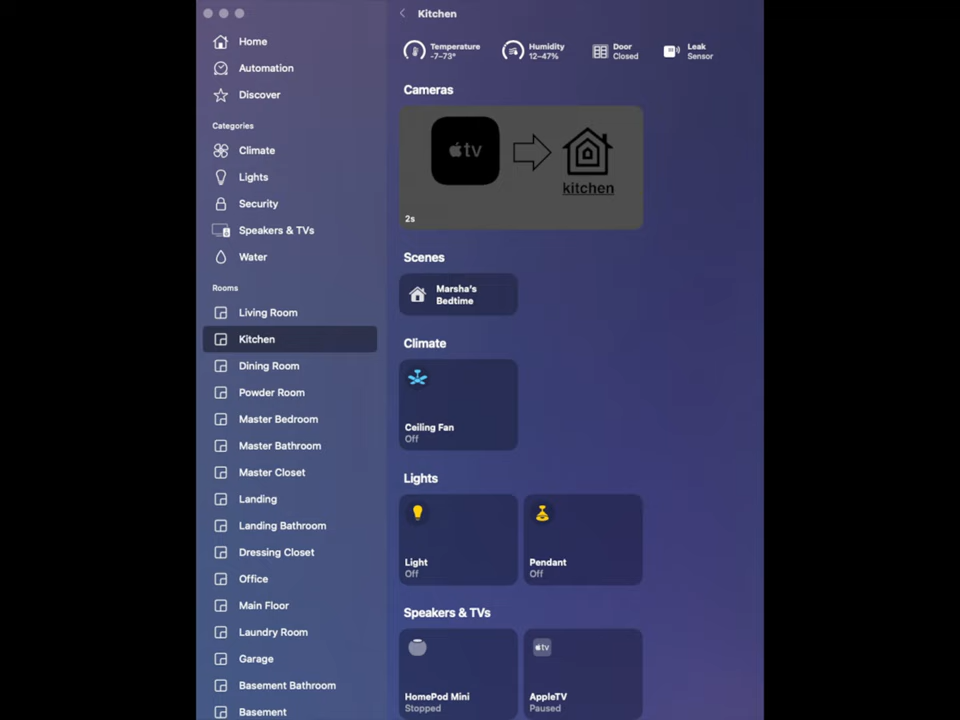 Home
Automation
Discover
Categories
Climate
Lights
Security
Speakers & TVs
Water
Rooms
Living Room
Kitchen
Dining Room
Powder Room
Master Bedroom
Master Bathroom
Master Closet
Landing
Landing Bathroom
Dressing Closet
Office
Main Floor
Laundry Room
Garage
Basement Bathroom
Basement
Kitchen
Temperature
-7–73°
Humidity
12–47%
Door
Closed
Leak
Sensor
Cameras
tv
kitchen
2s
Scenes
Marsha's
Bedtime
Climate
Ceiling Fan
Off
Lights
Light
Off
Pendant
Off
Speakers & TVs
HomePod Mini
Stopped
tv
AppleTV
Paused